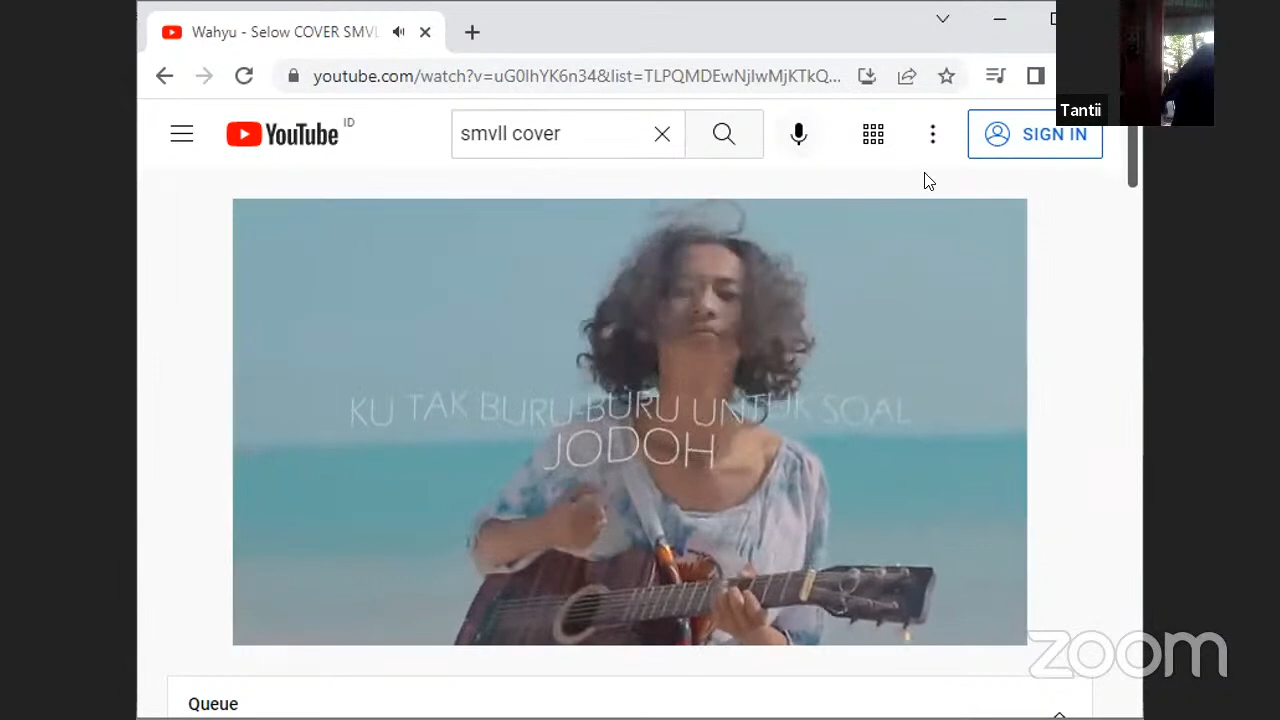 Wahyu - Selow COVER SMVL
youtube.com/watch?v=uG0IhYK6n34&list=TLPQMDEwNjIwMjKTkQ...
Tantii
YouTube ID
smvll cover
SIGN IN
KU TAK BURU-BURU UNTUK SOAL
JODOH
zoom
Queue